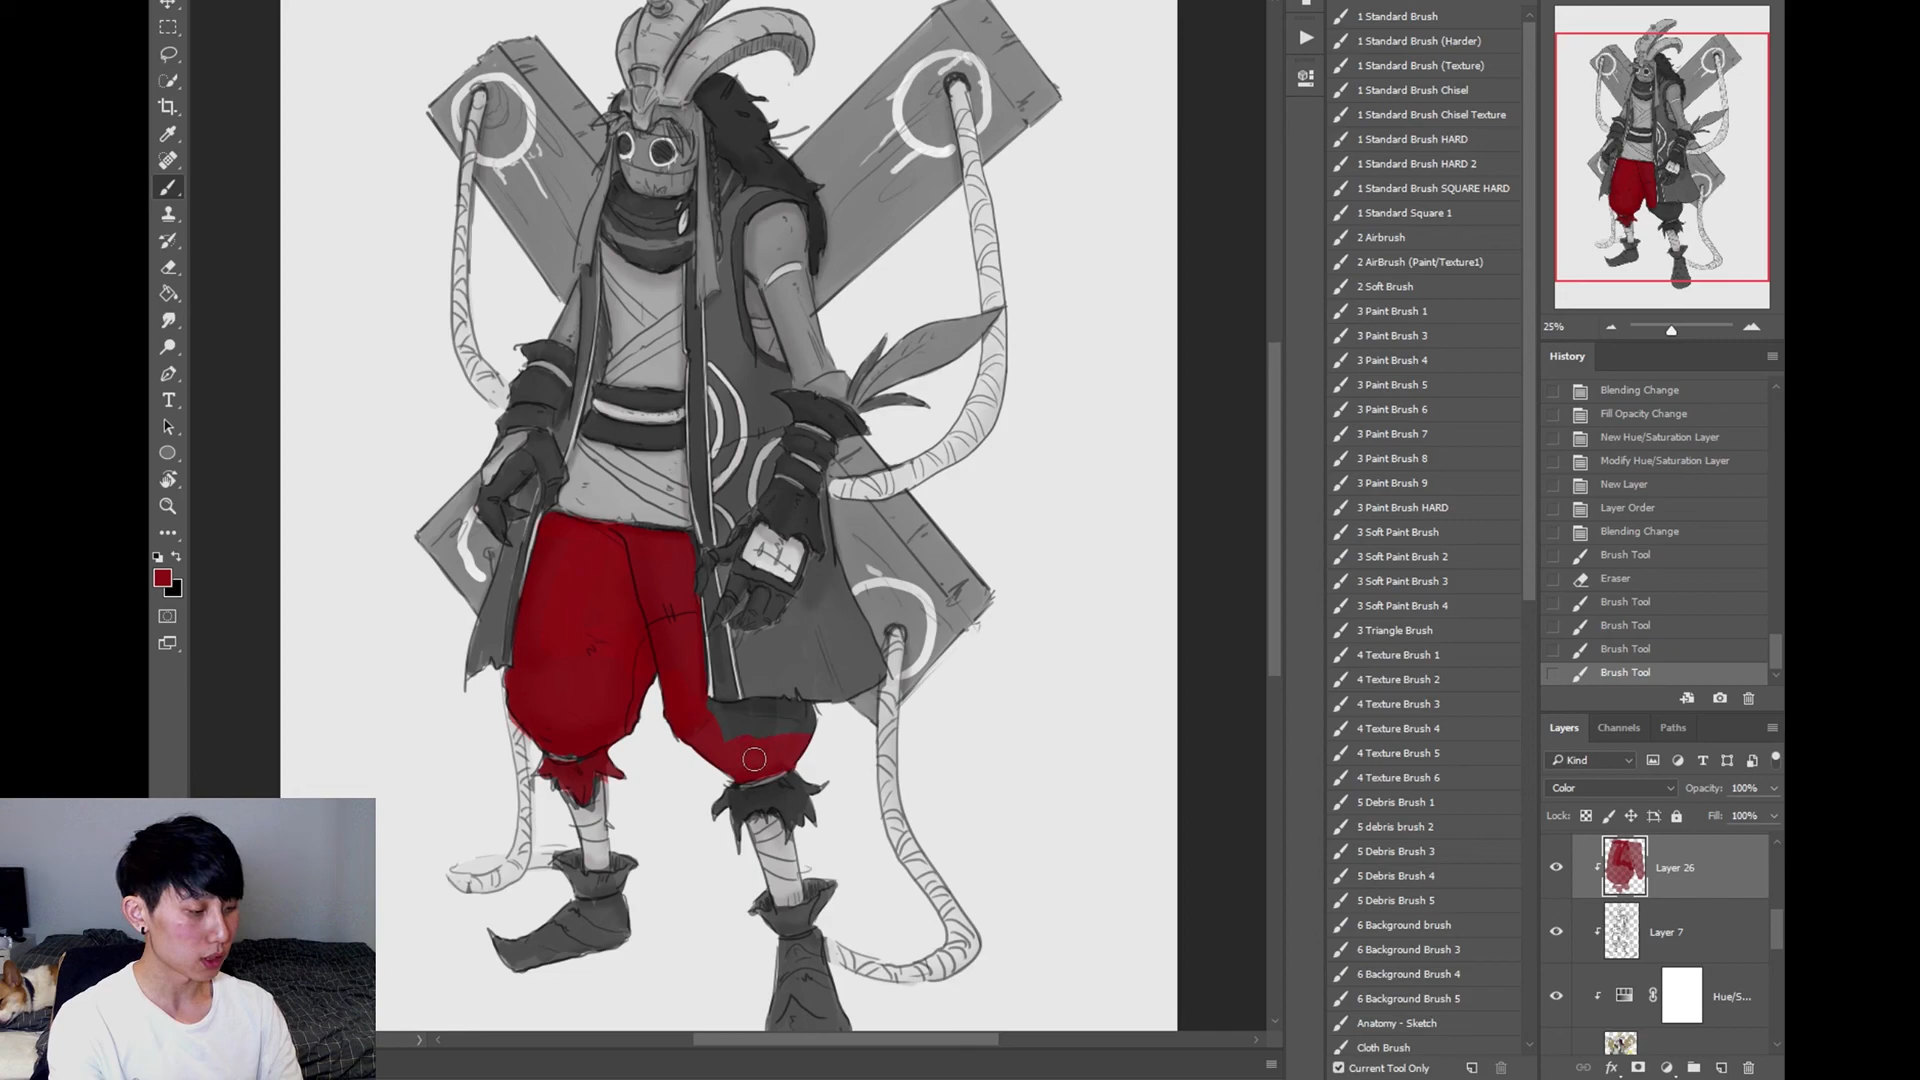 1 Standard Brush
1 Standard Brush (Harder)
1 Standard Brush (Texture)
1 Standard Brush Chisel
1 Standard Brush Chisel Texture
1 Standard Brush HARD
1 Standard Brush HARD 2
1 Standard Brush SQUARE HARD
1 Standard Square 1
2 Airbrush
2 AirBrush (Paint/Texture1)
2 Soft Brush
3 Paint Brush 1
3 Paint Brush 3
3 Paint Brush 4
3 Paint Brush 5
3 Paint Brush 6
3 Paint Brush 7
3 Paint Brush 8
3 Paint Brush 9
3 Paint Brush HARD
3 Soft Paint Brush
3 Soft Paint Brush 2
3 Soft Paint Brush 3
3 Soft Paint Brush 4
3 Triangle Brush
4 Texture Brush 1
4 Texture Brush 2
4 Texture Brush 3
4 Texture Brush 4
4 Texture Brush 5
4 Texture Brush 6
5 Debris Brush 1
5 debris brush 2
5 Debris Brush 3
5 Debris Brush 4
5 Debris Brush 5
6 Background brush
6 Background Brush 3
6 Background Brush 4
6 Background Brush 5
Anatomy - Sketch
Cloth Brush
Current Tool Only
25%
History
Blending Change
Fill Opacity Change
New Hue/Saturation Layer
Modify Hue/Saturation Layer
New Layer
Layer Order
Blending Change
Brush Tool
Eraser
Brush Tool
Brush Tool
Brush Tool
Brush Tool
Layers Channels Paths
Kind
Color Opacity: 100%
Lock: Fill: 100%
Layer 26
Layer 7
Hue/S...